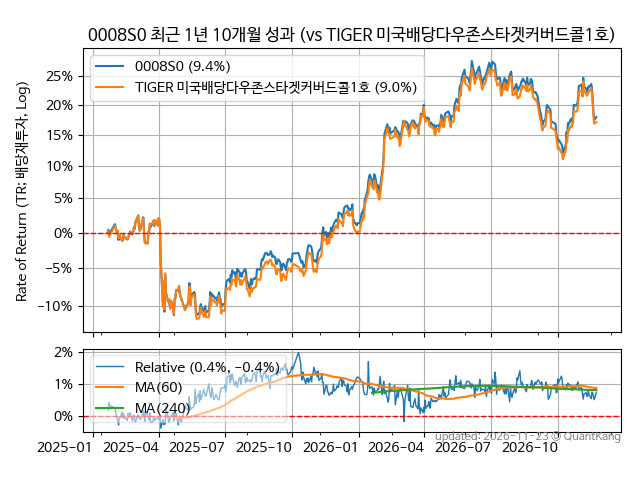 0008S0 최근 1년 10개월 성과 (vs TIGER 미국배당다우존스타겟커버드콜1호)
Rate of Return (TR: 배당재투자, Log)
0008S0 (9.4%)
TIGER 미국배당다우존스타겟커버드콜1호 (9.0%)
25%
20%
15%
10%
5%
0%
−5%
−10%
2%
1%
0%
Relative (0.4%, −0.4%)
MA(60)
MA(240)
2025-01 2025-04 2025-07 2025-10 2026-01 2026-04 2026-07 2026-10
updated: 2026-11-23 © QuantKang